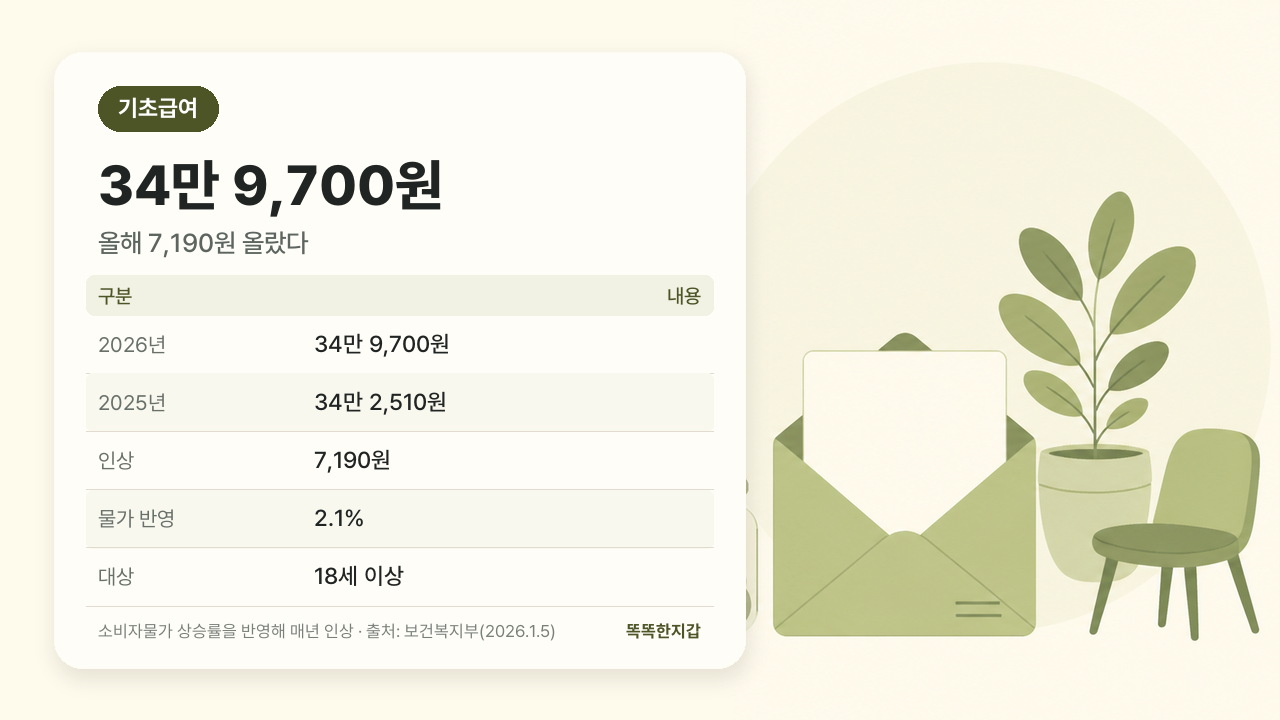 기초급여
34만 9,700원
올해 7,190원 올랐다
구분 내용
2026년 34만 9,700원
2025년 34만 2,510원
인상 7,190원
물가 반영 2.1%
대상 18세 이상
소비자물가 상승률을 반영해 매년 인상 · 출처: 보건복지부(2026.1.5) 똑똑한지갑